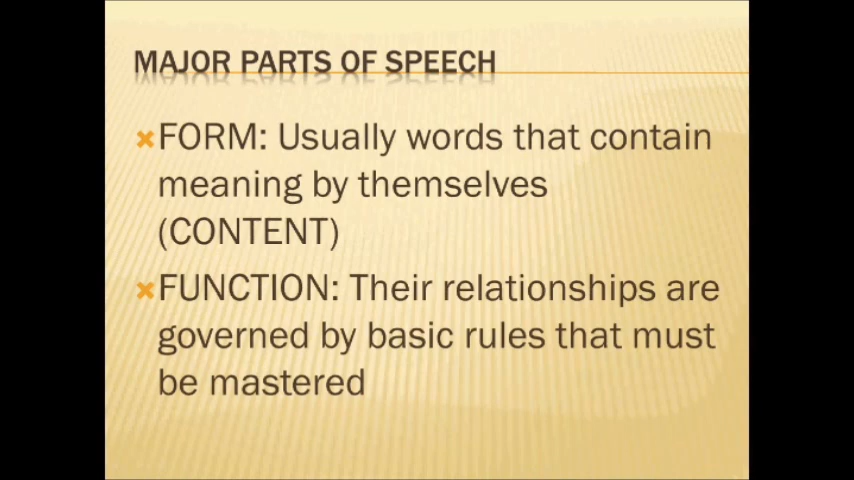 MAJOR PARTS OF SPEECH
FORM: Usually words that contain
meaning by themselves
(CONTENT)
FUNCTION: Their relationships are
governed by basic rules that must
be mastered